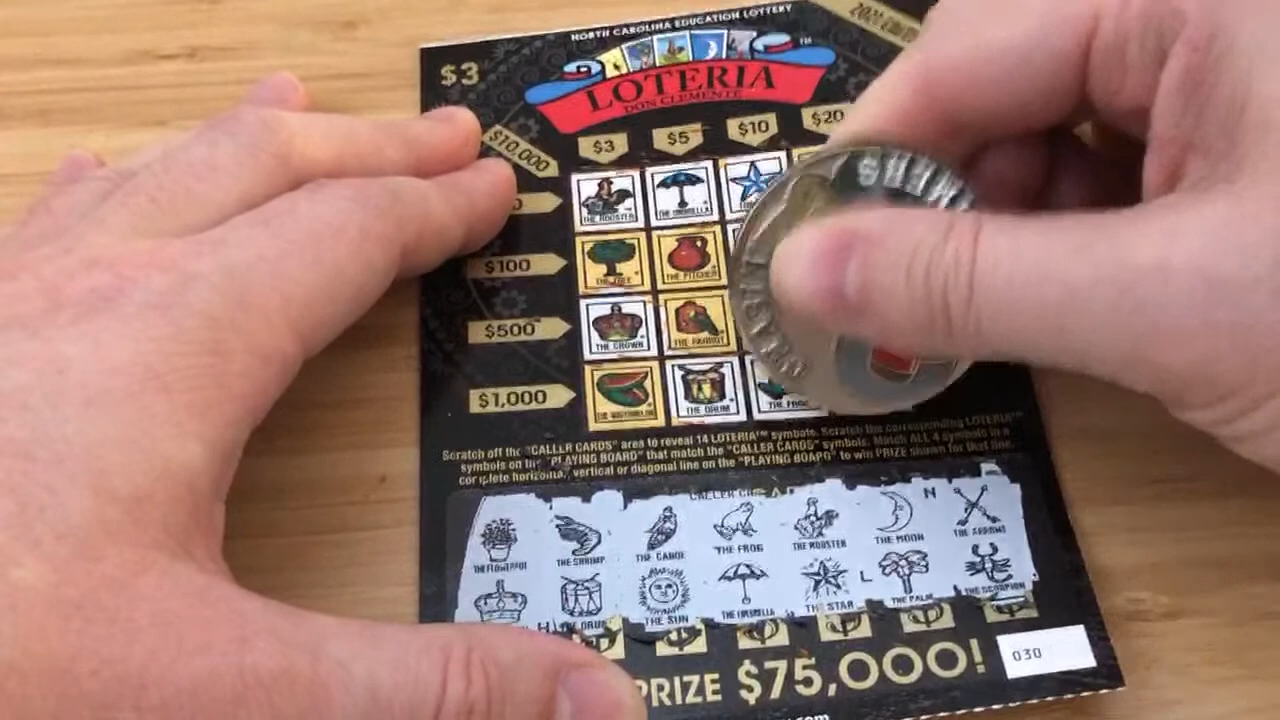 NORTH CAROLINA EDUCATION LOTTERY
$3
LOTERIA™
DON CLEMENTE
$10,000
$3 $5 $10 $20
THE ROOSTER THE UMBRELLA
$100
THE TREE THE PITCHER
$500
THE CROWN THE PARROT
$1,000
THE WATERMELON THE DRUM THE FROG
Scratch off the "CALLER CARDS" area to reveal 14 LOTERIA™ symbols. Scratch the corresponding LOTERIA™
symbols on the "PLAYING BOARD" that match the "CALLER CARDS" symbols. Match ALL 4 symbols in a
complete horizontal, vertical or diagonal line on the "PLAYING BOARD" to win PRIZE shown for that line.
THE FLOWERPOT THE SHRIMP THE CANOE THE FROG THE ROOSTER THE MOON N THE ARROWS
H THE DRUM THE SUN THE UMBRELLA THE STAR L THE PALM THE SCORPION
PRIZE $75,000!
030